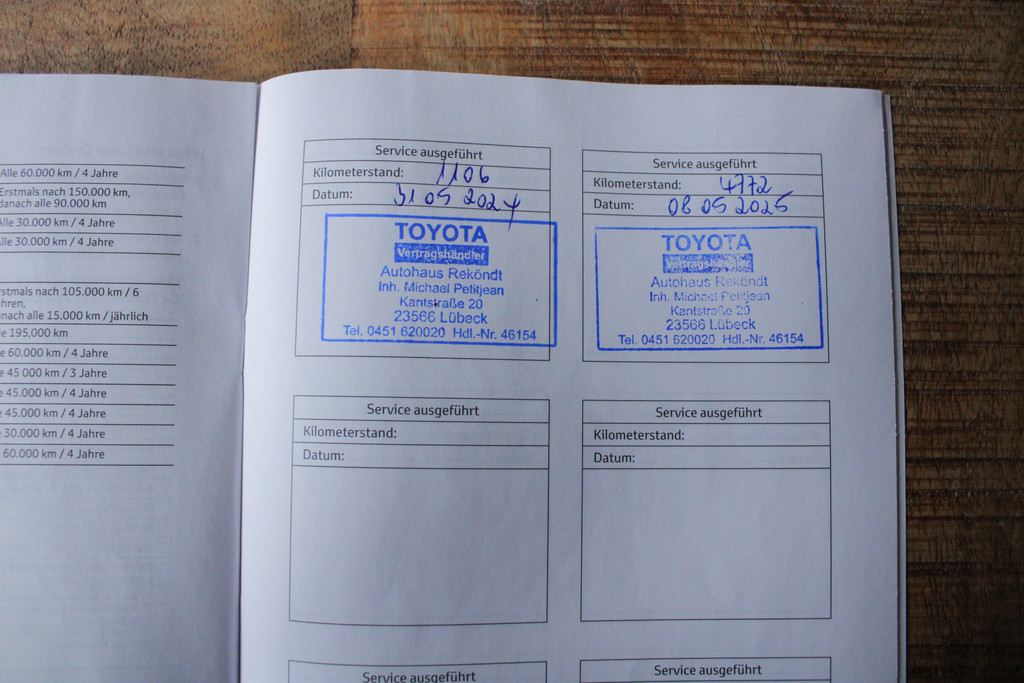 Alle 60.000 km / 4 Jahre
Erstmals nach 150.000 km,
danach alle 90.000 km
Alle 30.000 km / 4 Jahre
Alle 30.000 km / 4 Jahre
rstmals nach 105.000 km / 6
hren,
nach alle 15.000 km / jährlich
e 195.000 km
e 60.000 km / 4 Jahre
e 45 000 km / 3 Jahre
e 45.000 km / 4 Jahre
e 45.000 km / 4 Jahre
e 30.000 km / 4 Jahre
60.000 km / 4 Jahre
Service ausgeführt
Kilometerstand: 1106
Datum: 31 05 2024
TOYOTA
Vertragshändler
Autohaus Reköndt
Inh. Michael Petitjean
Kantstraße 20
23566 Lübeck
Tel. 0451 620020 Hdl.-Nr. 46154
Service ausgeführt
Kilometerstand: 4772
Datum: 08 05 2025
TOYOTA
Vertragshändler
Autohaus Reköndt
Inh. Michael Petitjean
Kantstraße 20
23566 Lübeck
Tel. 0451 620020 Hdl.-Nr. 46154
Service ausgeführt
Kilometerstand:
Datum:
Service ausgeführt
Kilometerstand:
Datum:
Service ausgeführt
Service ausgeführt